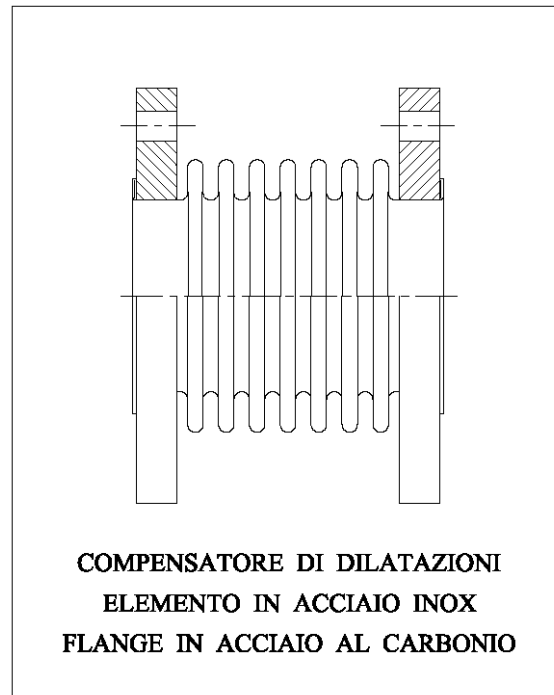 COMPENSATORE DI DILATAZIONI
ELEMENTO IN ACCIAIO INOX
FLANGE IN ACCIAIO AL CARBONIO